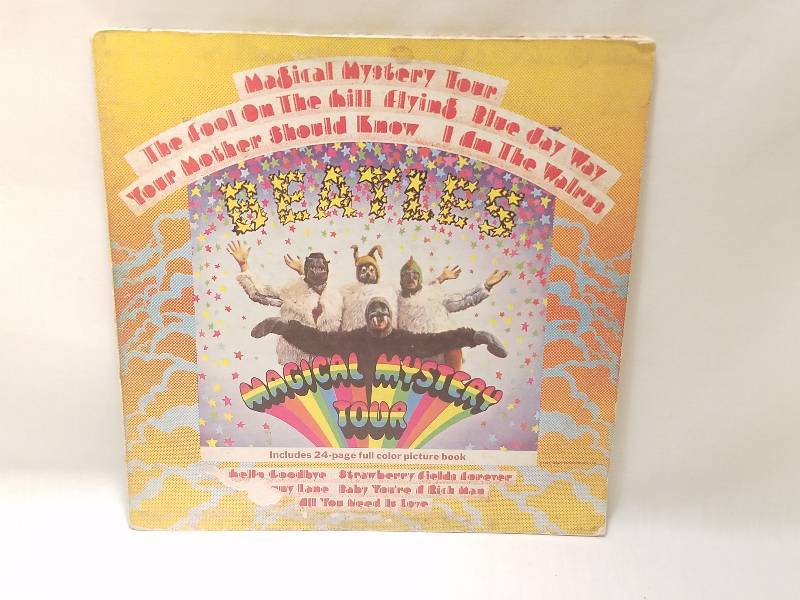 Magical Mystery Tour
The Fool On The Hill Flying Blue Jay Way
Your Mother Should Know I Am The Walrus
BEATLES
MAGICAL MYSTERY
TOUR
Includes 24-page full color picture book
Hello Goodbye Strawberry Fields Forever
Lane Baby You're A Rich Man
All You Need Is Love